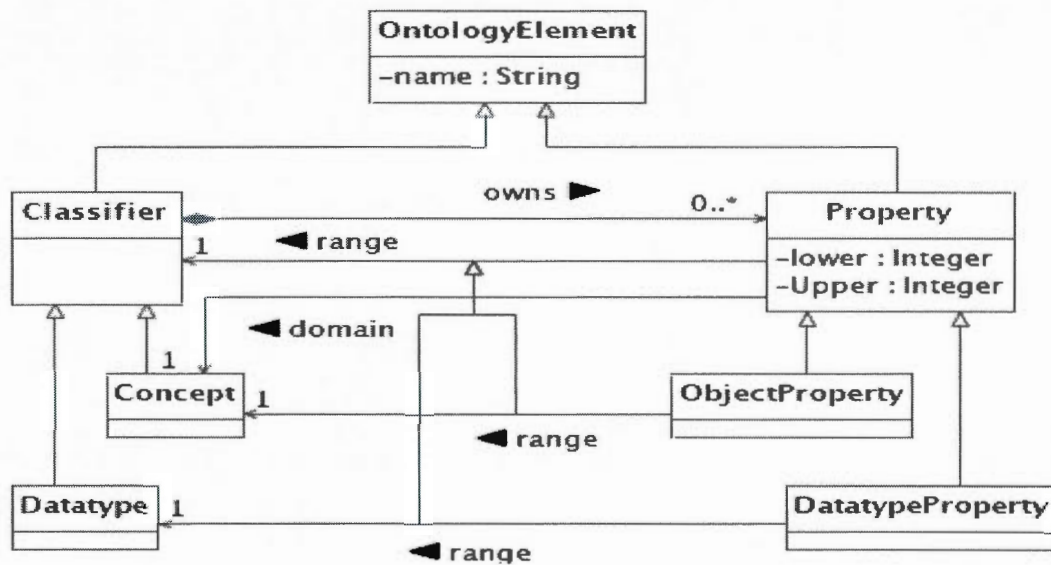 OntologyElement
-name : String
owns ►
Classifier
0..*
Property
1
◄ range
-lower : Integer
-Upper : Integer
◄ domain
1
Concept
1
ObjectProperty
◄ range
Datatype
1
DatatypeProperty
◄ range